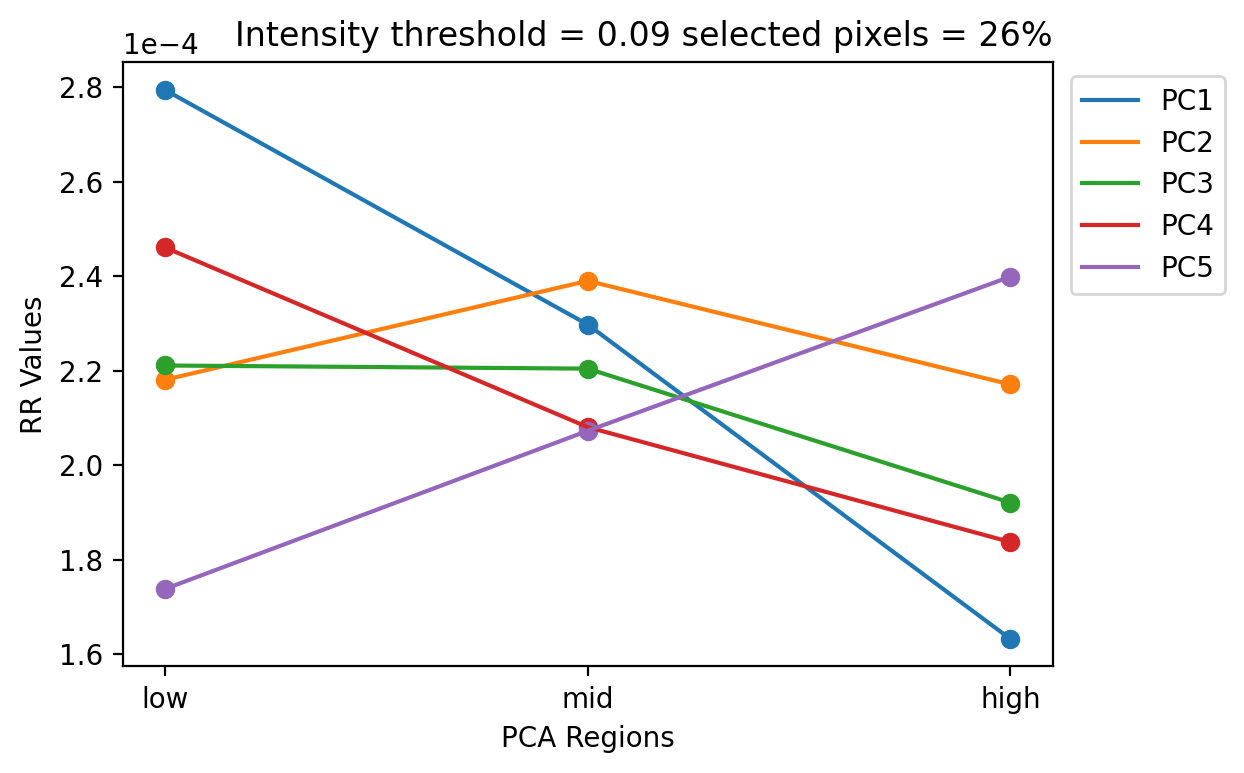 Intensity threshold = 0.09 selected pixels = 26%
1e−4
2.8
2.6
2.4
2.2
2.0
1.8
1.6
RR Values
low
mid
high
PCA Regions
PC1
PC2
PC3
PC4
PC5